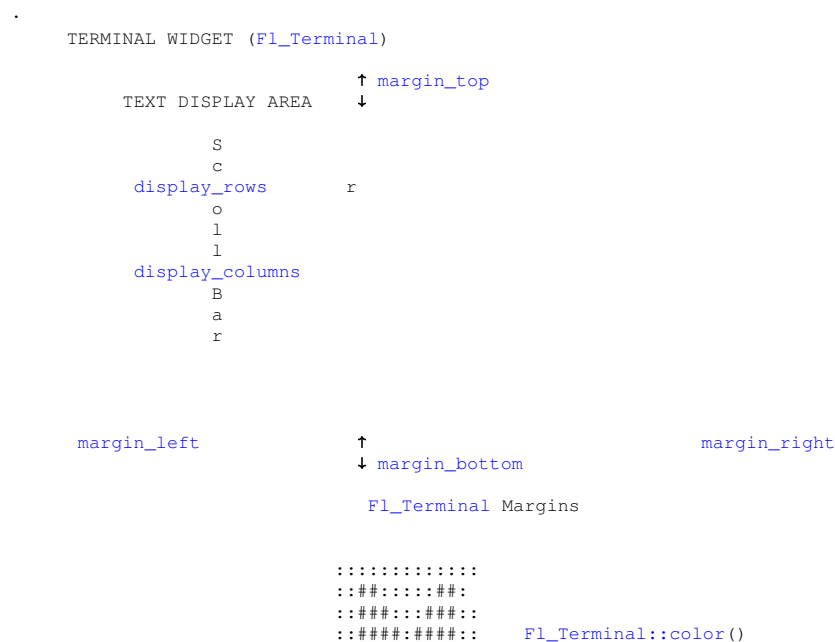 .
TERMINAL WIDGET (Fl_Terminal)
↑ margin_top
TEXT DISPLAY AREA ↓
S
c
display_rows r
o
l
l
display_columns
B
a
r
margin_left ↑ margin_right
↓ margin_bottom
Fl_Terminal Margins
:::::::::::::
::##:::::##:
::###:::###::
::####:####:: Fl_Terminal::color()